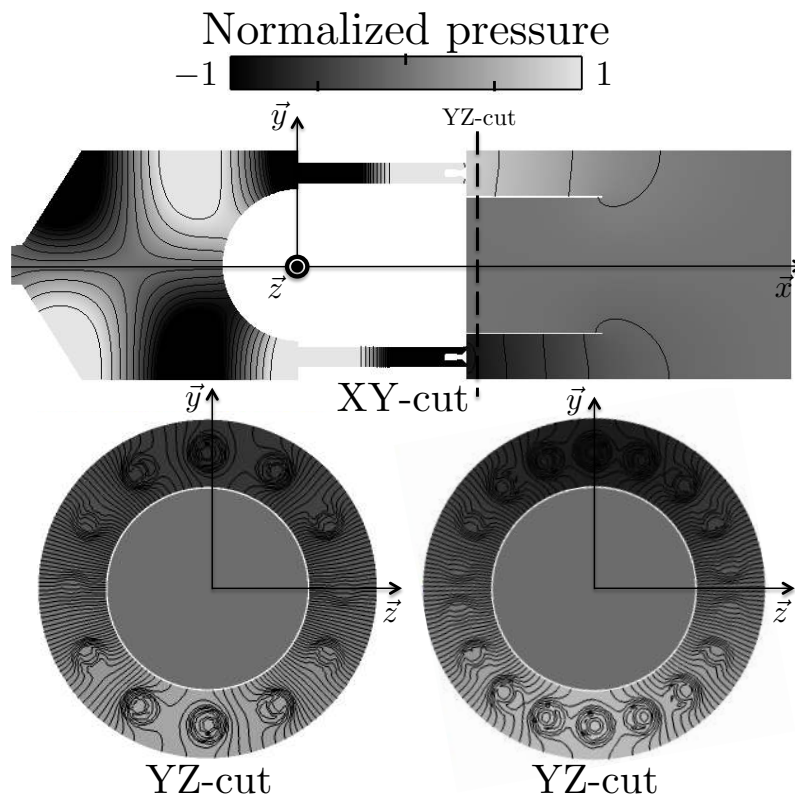 Normalized pressure
−1 1
y⃗ YZ-cut
z⃗ x⃗
XY-cut
y⃗ y⃗
z⃗ z⃗
YZ-cut YZ-cut